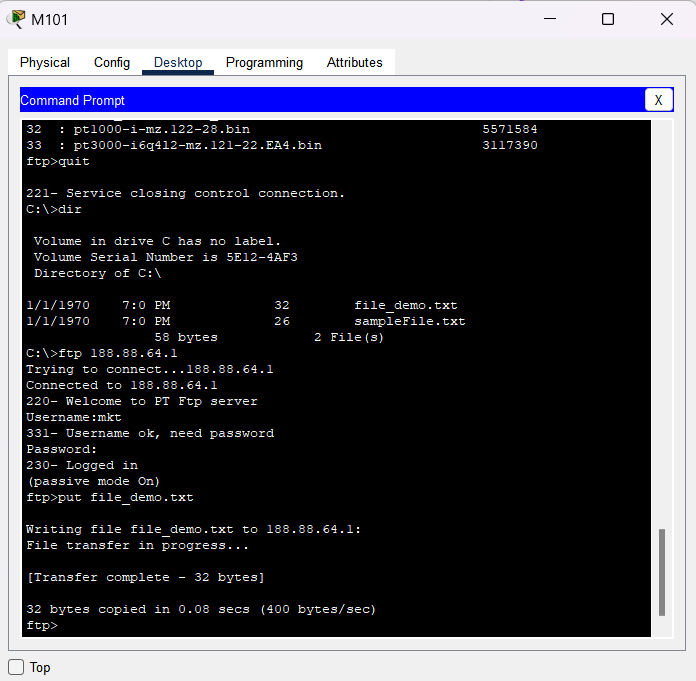 M101
Physical Config Desktop Programming Attributes
Command Prompt X
32 : pt1000-i-mz.122-28.bin 5571584
33 : pt3000-i6q4l2-mz.121-22.EA4.bin 3117390
ftp>quit
221- Service closing control connection.
C:\>dir
Volume in drive C has no label.
Volume Serial Number is 5E12-4AF3
Directory of C:\
1/1/1970 7:0 PM 32 file_demo.txt
1/1/1970 7:0 PM 26 sampleFile.txt
58 bytes 2 File(s)
C:\>ftp 188.88.64.1
Trying to connect...188.88.64.1
Connected to 188.88.64.1
220- Welcome to PT Ftp server
Username:mkt
331- Username ok, need password
Password:
230- Logged in
(passive mode On)
ftp>put file_demo.txt
Writing file file_demo.txt to 188.88.64.1:
File transfer in progress...
[Transfer complete - 32 bytes]
32 bytes copied in 0.08 secs (400 bytes/sec)
ftp>
Top